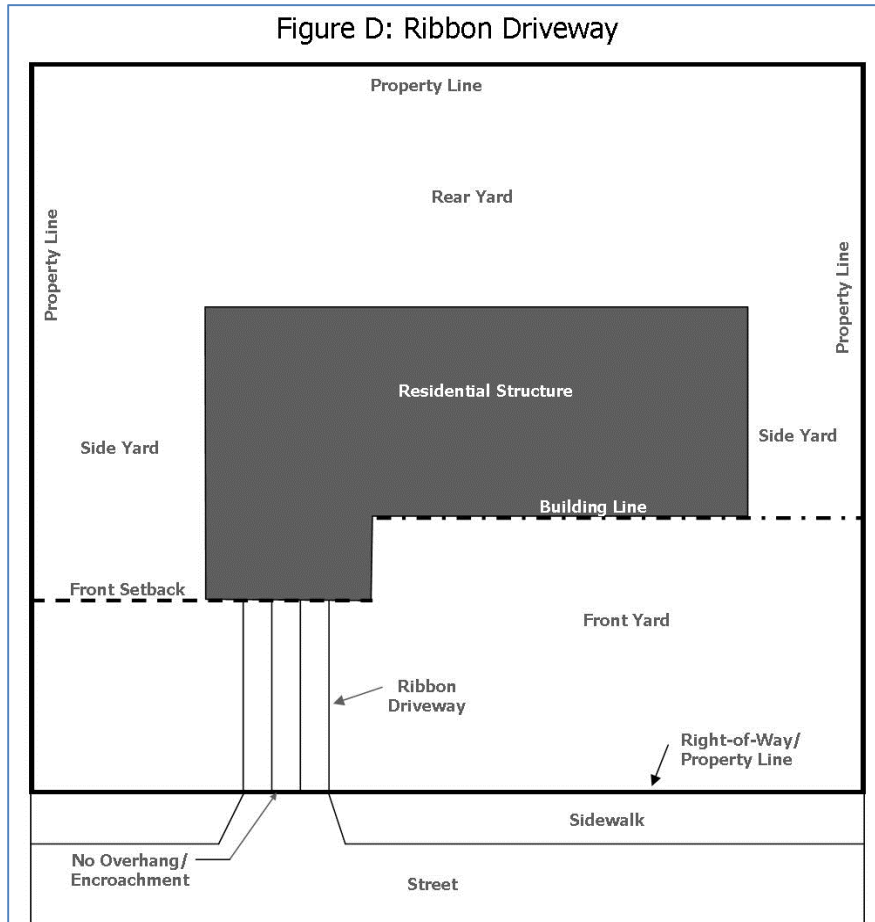 Figure D: Ribbon Driveway
Property Line
Rear Yard
Property Line
Property Line
Residential Structure
Side Yard
Side Yard
Building Line
Front Setback
Front Yard
Ribbon
Driveway
Right-of-Way/
Property Line
Sidewalk
No Overhang/
Encroachment
Street